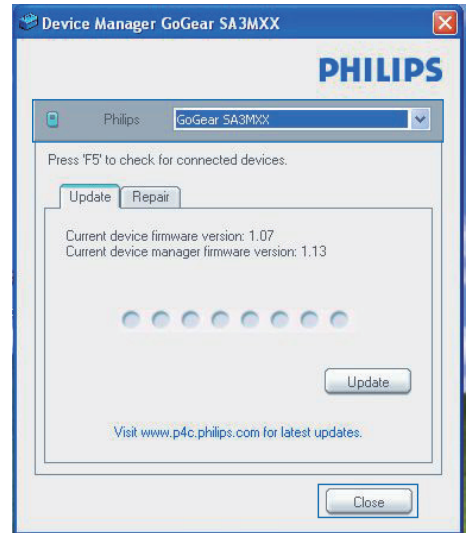 Device Manager GoGear SA3MXX
PHILIPS
Philips GoGear SA3MXX
Press 'F5' to check for connected devices.
Update Repair
Current device firmware version: 1.07
Current device manager firmware version: 1.13
Update
Visit www.p4c.philips.com for latest updates.
Close